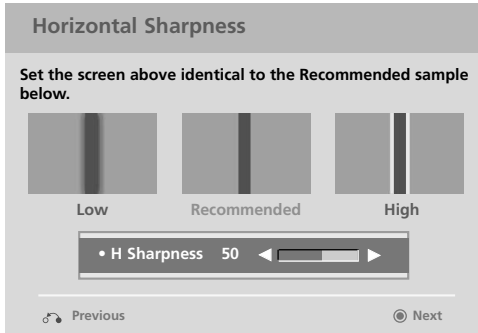 Horizontal Sharpness
Set the screen above identical to the Recommended sample
below.
Low
Recommended
High
• H Sharpness 50
Previous
Next